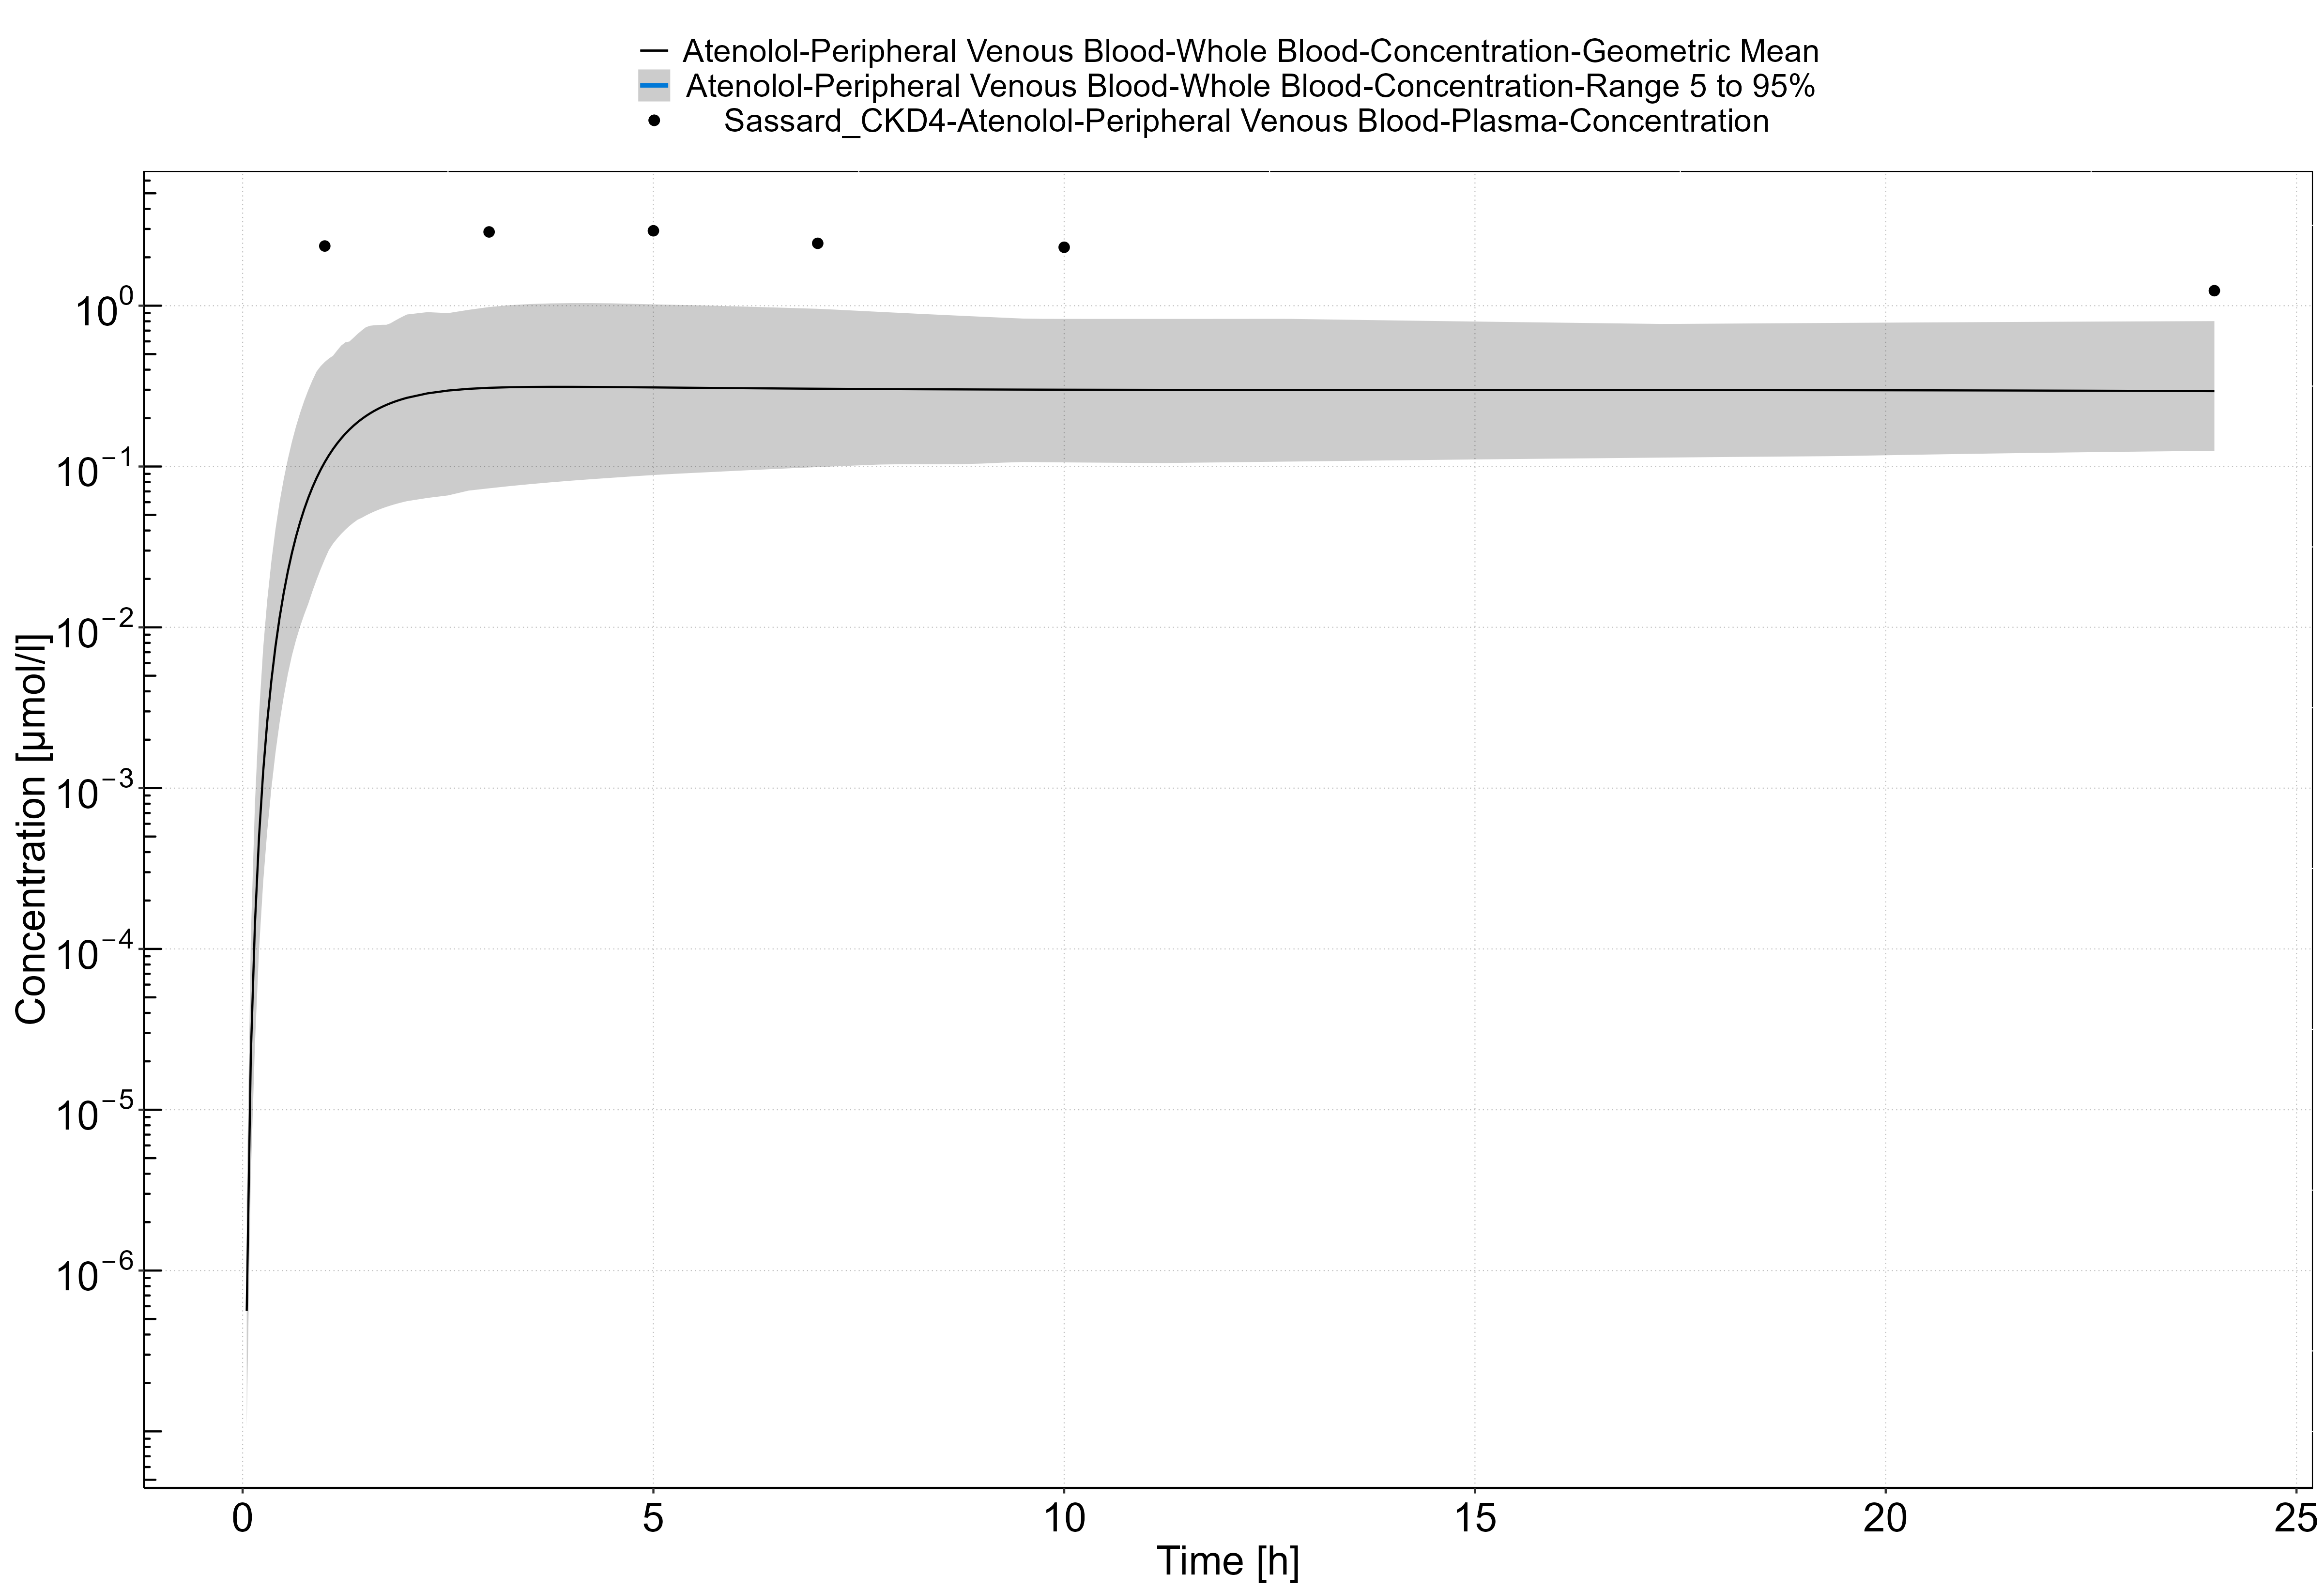 Atenolol-Peripheral Venous Blood-Whole Blood-Concentration-Geometric Mean
Atenolol-Peripheral Venous Blood-Whole Blood-Concentration-Range 5 to 95%
Sassard_CKD4-Atenolol-Peripheral Venous Blood-Plasma-Concentration
Concentration [µmol/l]
10⁰
10⁻¹
10⁻²
10⁻³
10⁻⁴
10⁻⁵
10⁻⁶
0 5 10 15 20 25
Time [h]